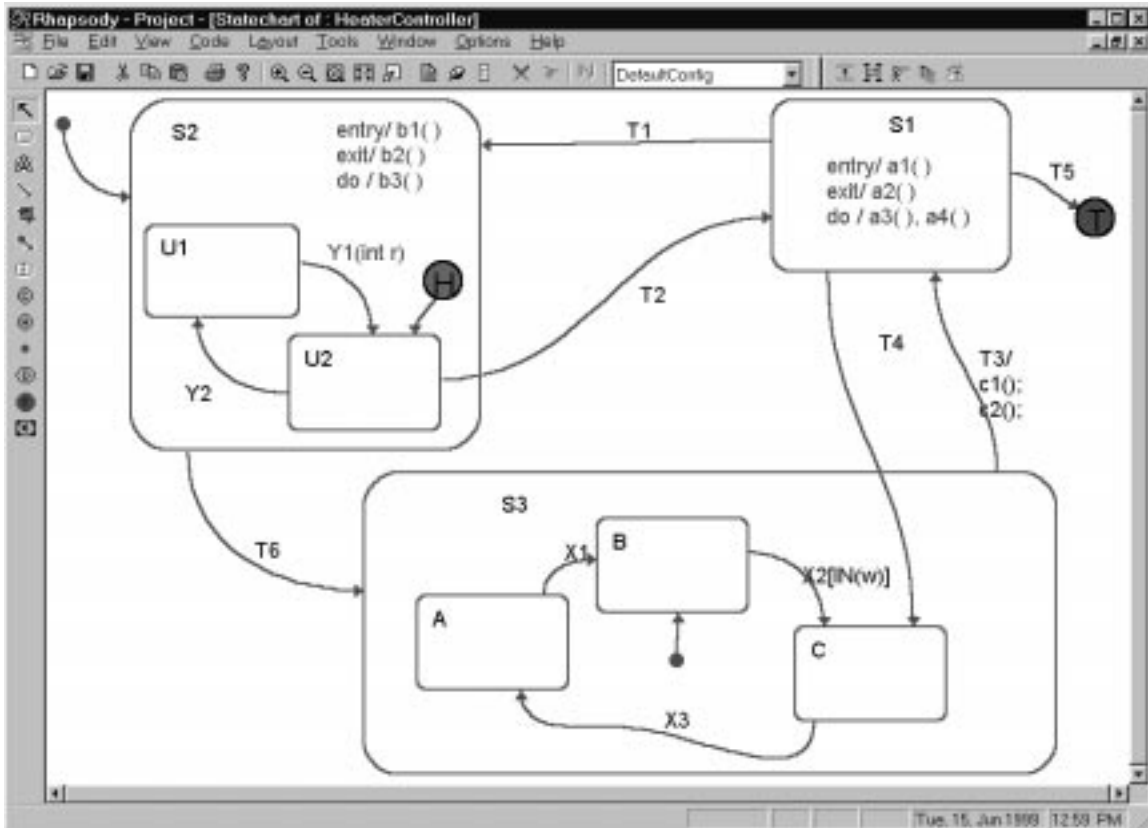 Rhapsody - Project - [Statechart of : HeaterController]
File Edit View Code Layout Tools Window Options Help
DefaultConfig
S2
entry/ b1( )
exit/ b2( )
do / b3( )
T1
S1
entry/ a1( )
exit/ a2( )
do / a3( ), a4( )
T5
T
U1
Y1(int r)
H
T2
U2
Y2
T4
T3/
c1();
c2();
S3
T6
X1
B
X2[IN(w)]
A
C
X3
Tue, 15, Jun 1999 12:59 PM